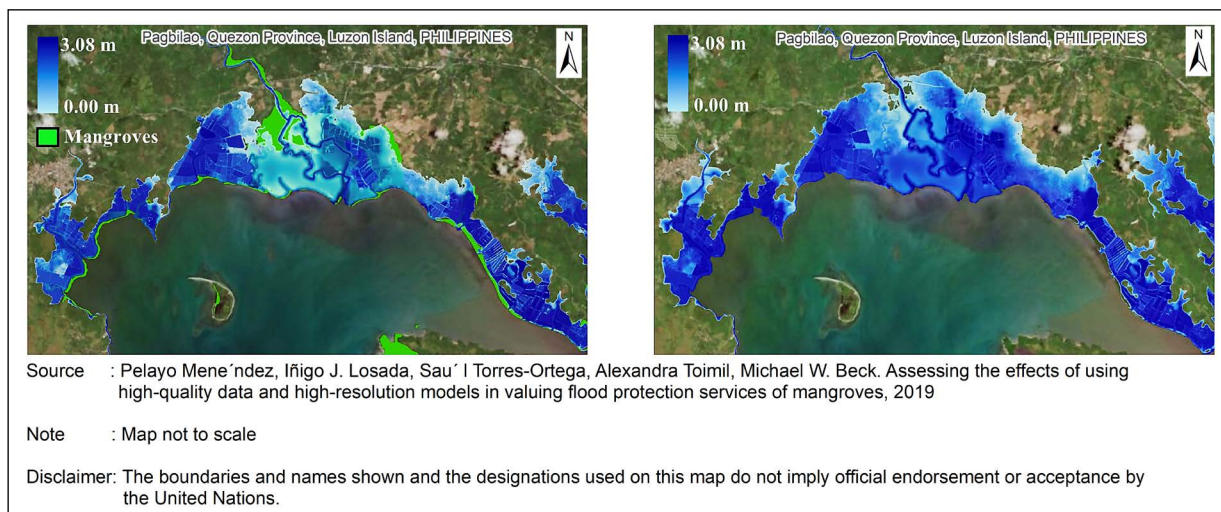 3.08 m
Pagbilao, Quezon Province, Luzon Island, PHILIPPINES
N
0.00 m
Mangroves
3.08 m
Pagbilao, Quezon Province, Luzon Island, PHILIPPINES
N
0.00 m
Source : Pelayo Mene´ndez, Iñigo J. Losada, Sau´ l Torres-Ortega, Alexandra Toimil, Michael W. Beck. Assessing the effects of using
high-quality data and high-resolution models in valuing flood protection services of mangroves, 2019
Note : Map not to scale
Disclaimer: The boundaries and names shown and the designations used on this map do not imply official endorsement or acceptance by
the United Nations.